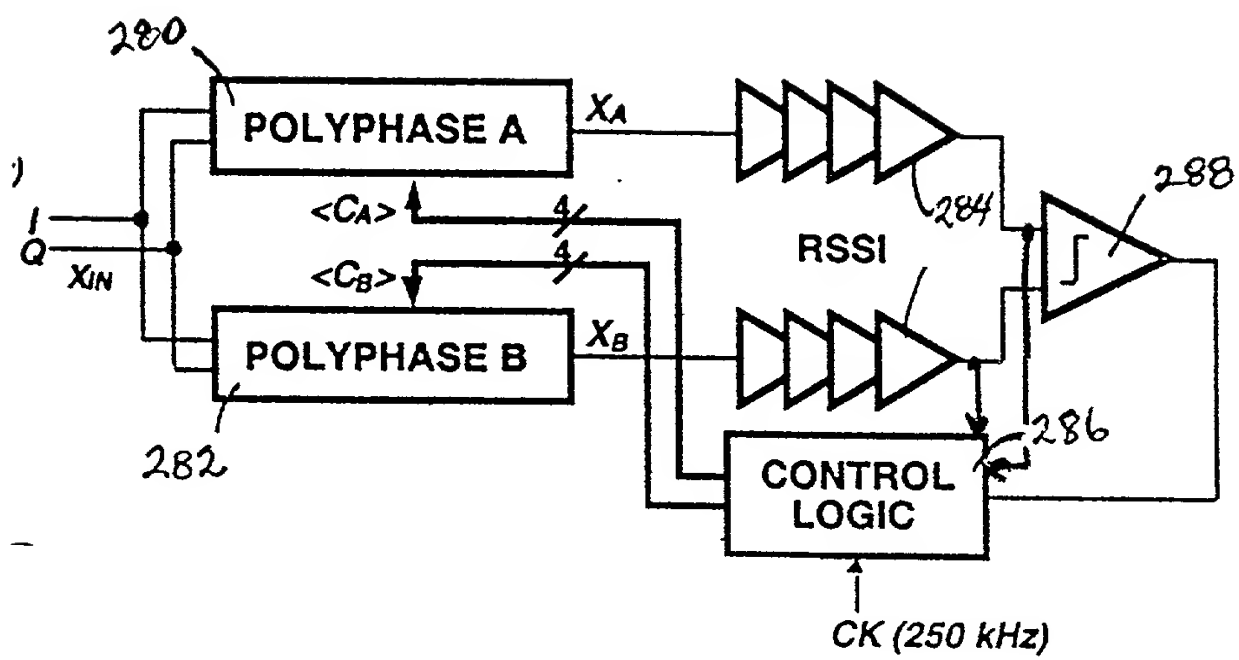 280
POLYPHASE A
XA
I
Q
XIN
<CA>
4
<CB>
4
284
288
RSSI
POLYPHASE B
XB
282
286
CONTROL
LOGIC
CK (250 kHz)